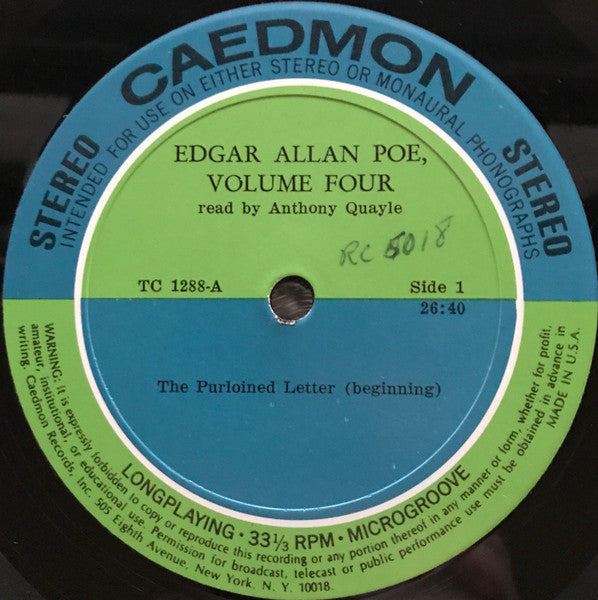 CAEDMON
STEREO
INTENDED FOR USE ON EITHER STEREO OR MONAURAL PHONOGRAPHS
STEREO
EDGAR ALLAN POE,
VOLUME FOUR
read by Anthony Quayle
RC 5018
TC 1288-A Side 1
26:40
The Purloined Letter (beginning)
LONGPLAYING · 33⅓ RPM · MICROGROOVE
WARNING: It is expressly forbidden to copy or reproduce this recording or any portion thereof in any manner or form, whether for profit,
amateur, institutional, or educational use. Permission for broadcast, telecast or public performance use must be obtained in advance in
writing. Caedmon Records, Inc. 505 Eighth Avenue, New York, N. Y. 10018. MADE IN U.S.A.